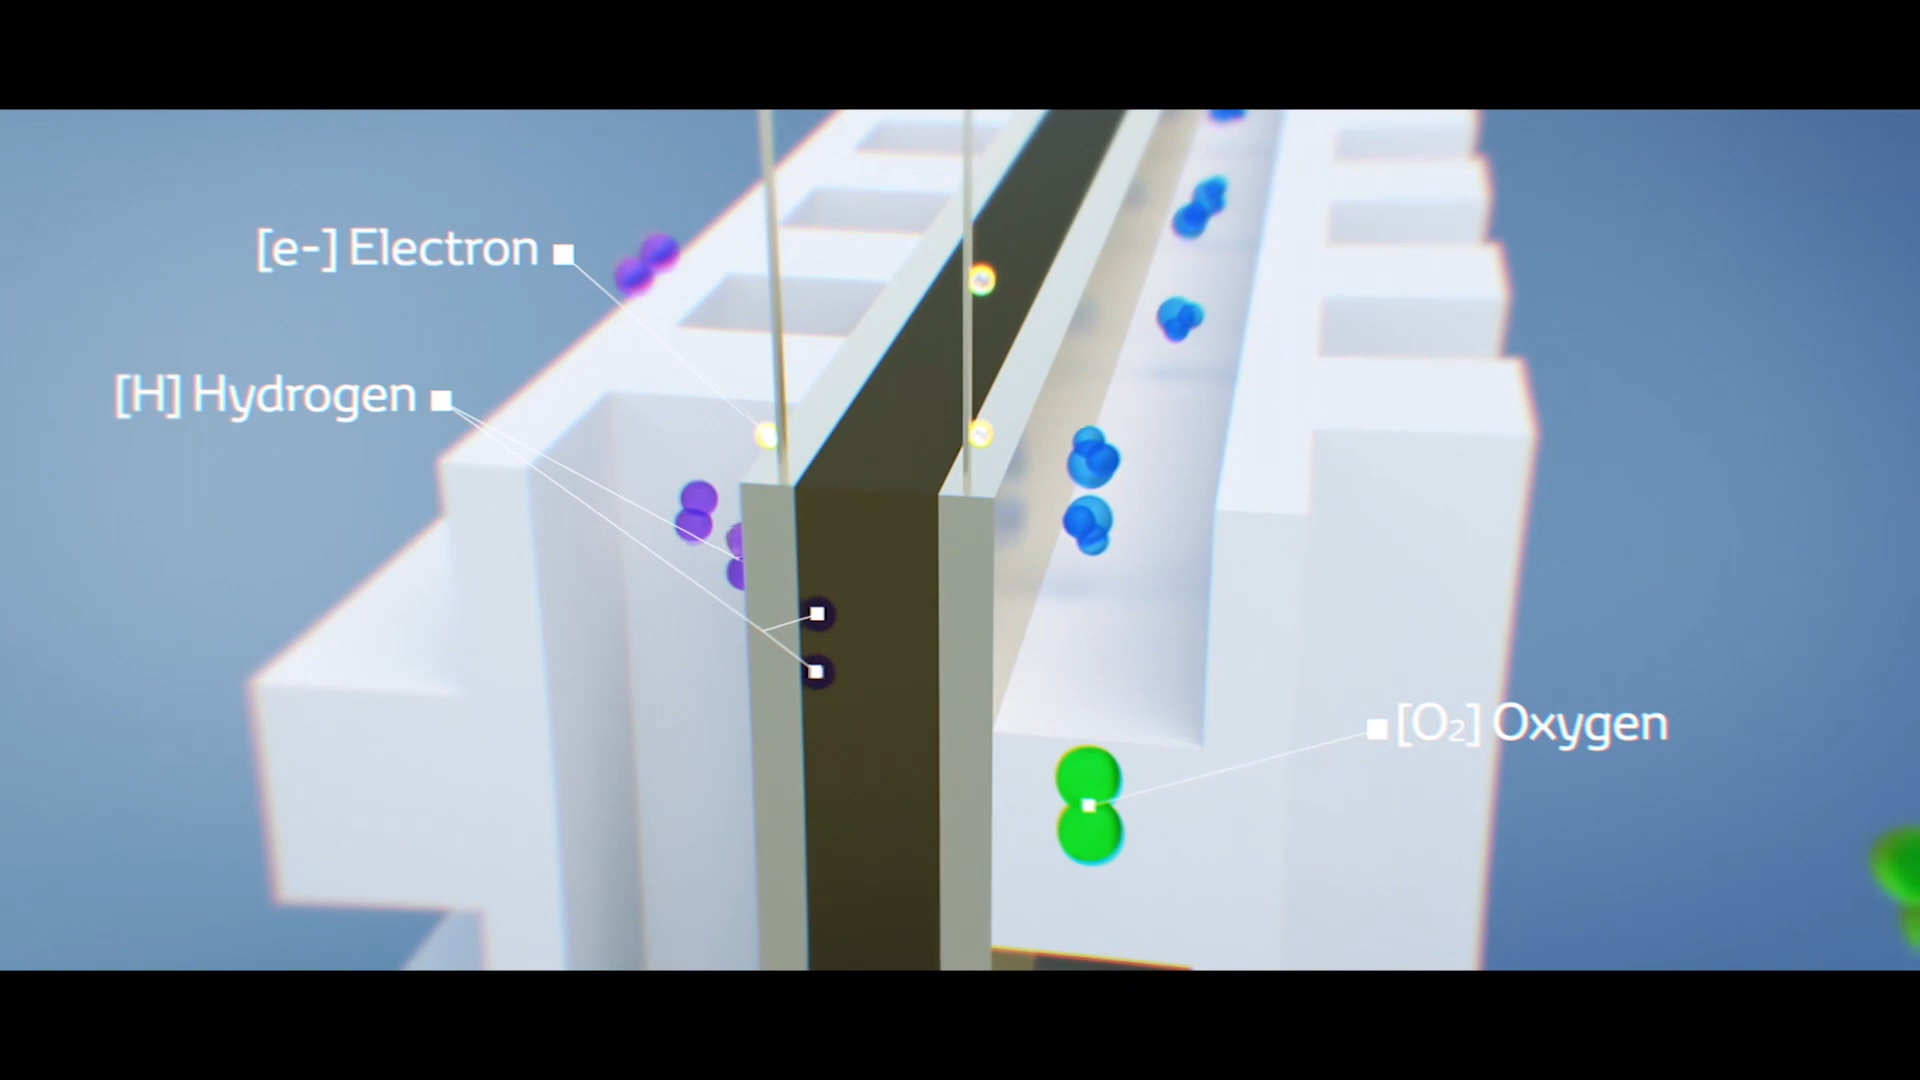 [e-] Electron
[H] Hydrogen
[O₂] Oxygen